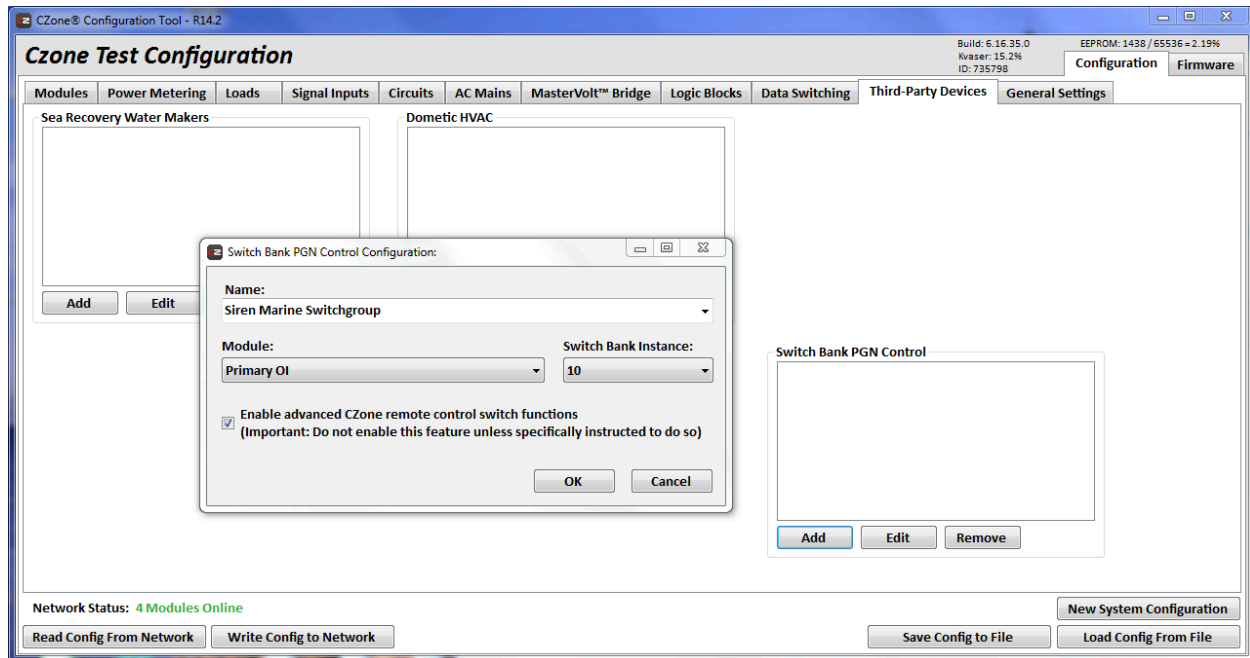 CZone® Configuration Tool - R14.2
Czone Test Configuration
Build: 6.16.35.0
Kvaser: 15.2%
ID: 735798
EEPROM: 1438 / 65536 = 2.19%
Configuration Firmware
Modules Power Metering Loads Signal Inputs Circuits AC Mains MasterVolt™ Bridge Logic Blocks Data Switching Third-Party Devices General Settings
Sea Recovery Water Makers
Dometic HVAC
Add Edit
Switch Bank PGN Control Configuration:
Name:
Siren Marine Switchgroup
Module: Switch Bank Instance:
Primary OI 10
Enable advanced CZone remote control switch functions
(Important: Do not enable this feature unless specifically instructed to do so)
OK Cancel
Switch Bank PGN Control
Add Edit Remove
Network Status: 4 Modules Online
New System Configuration
Read Config From Network Write Config to Network Save Config to File Load Config From File